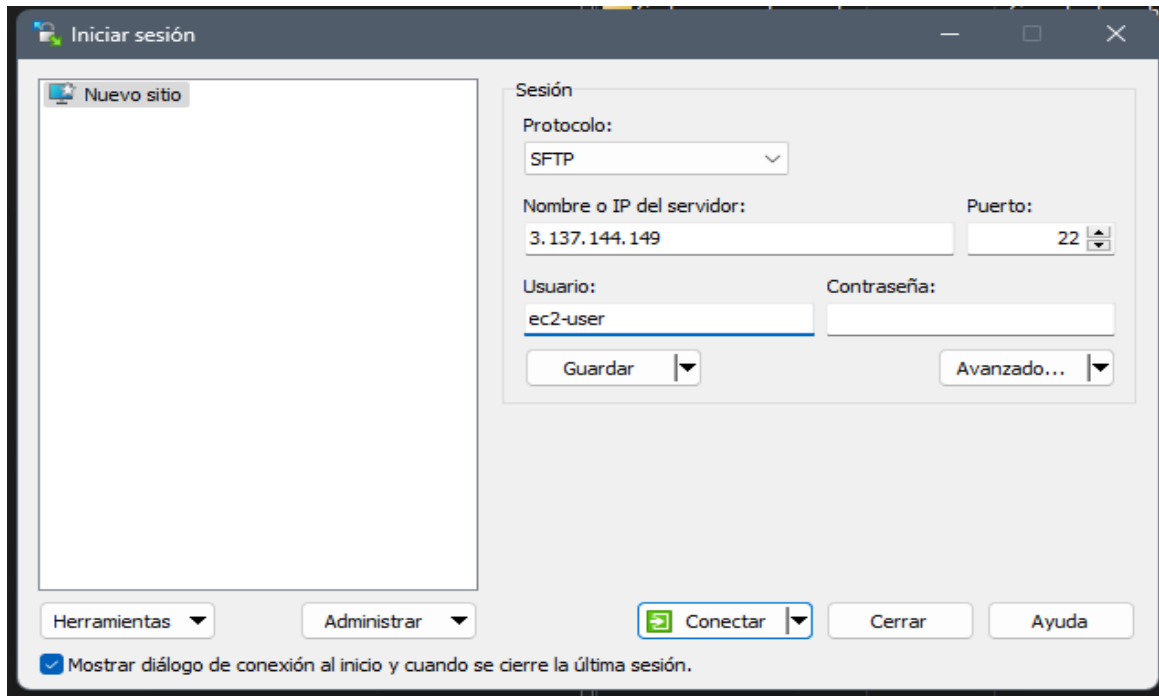 Iniciar sesión
Nuevo sitio
Sesión
Protocolo:
SFTP
Nombre o IP del servidor: Puerto:
3.137.144.149 22
Usuario: Contraseña:
ec2-user
Guardar Avanzado...
Herramientas Administrar Conectar Cerrar Ayuda
Mostrar diálogo de conexión al inicio y cuando se cierre la última sesión.